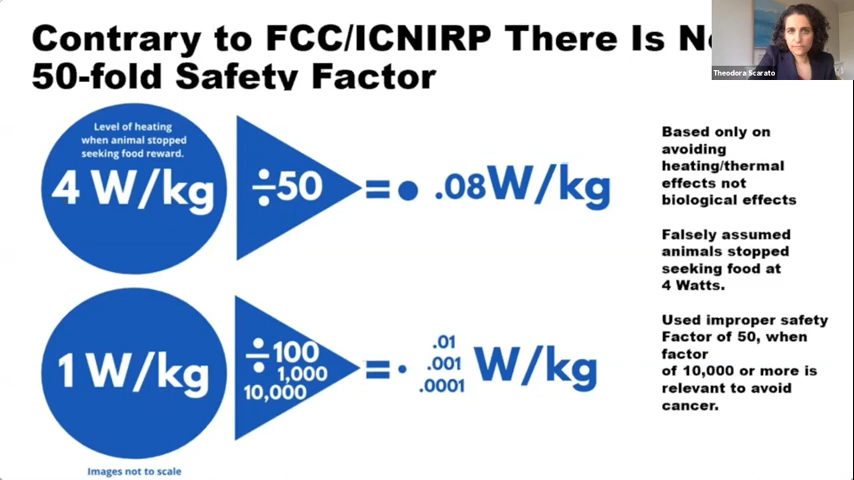 Contrary to FCC/ICNIRP There Is
50-fold Safety Factor
Theodora Scarato
Level of heating
when animal stopped
seeking food reward.
4 W/kg
÷50
= • .08W/kg
1 W/kg
÷100
1,000
10,000
= •
.01
.001
.0001
W/kg
Images not to scale
Based only on
avoiding
heating/thermal
effects not
biological effects
Falsely assumed
animals stopped
seeking food at
4 Watts.
Used improper safety
Factor of 50, when
factor
of 10,000 or more is
relevant to avoid
cancer.